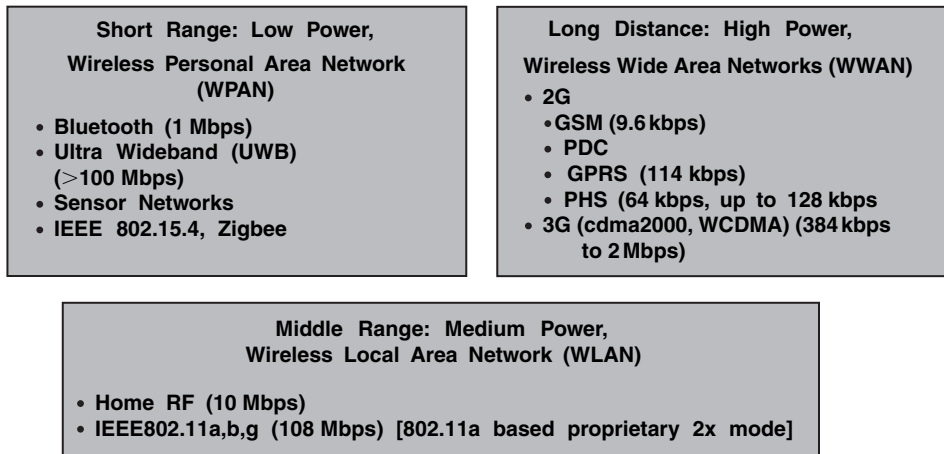 Short Range: Low Power,
Wireless Personal Area Network
(WPAN)
• Bluetooth (1 Mbps)
• Ultra Wideband (UWB)
(>100 Mbps)
• Sensor Networks
• IEEE 802.15.4, Zigbee
Long Distance: High Power,
Wireless Wide Area Networks (WWAN)
• 2G
•GSM (9.6 kbps)
• PDC
• GPRS (114 kbps)
• PHS (64 kbps, up to 128 kbps
• 3G (cdma2000, WCDMA) (384 kbps
to 2 Mbps)
Middle Range: Medium Power,
Wireless Local Area Network (WLAN)
• Home RF (10 Mbps)
• IEEE802.11a,b,g (108 Mbps) [802.11a based proprietary 2x mode]